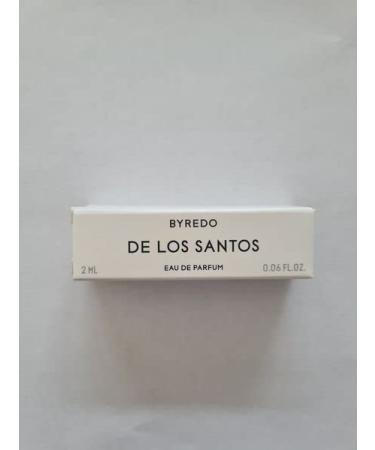 BYREDO
DE LOS SANTOS
2 ML EAU DE PARFUM 0.06 FL.OZ.